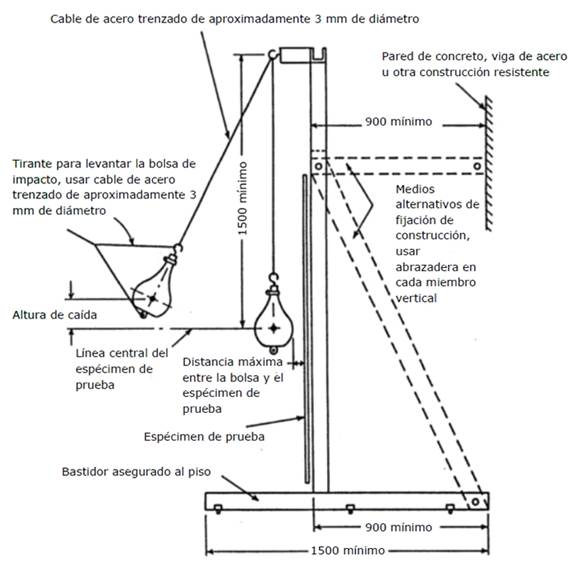 Cable de acero trenzado de aproximadamente 3 mm de diámetro
Pared de concreto, viga de acero
u otra construcción resistente
900 mínimo
Tirante para levantar la bolsa de
impacto, usar cable de acero
trenzado de aproximadamente 3
mm de diámetro
1500 mínimo
Medios
alternativos de
fijación de
construcción,
usar
abrazadera en
cada miembro
vertical
Altura de caída
Línea central del
espécimen de
prueba
Distancia máxima
entre la bolsa y el
espécimen de
prueba
Espécimen de prueba
Bastidor asegurado al piso
900 mínimo
1500 mínimo